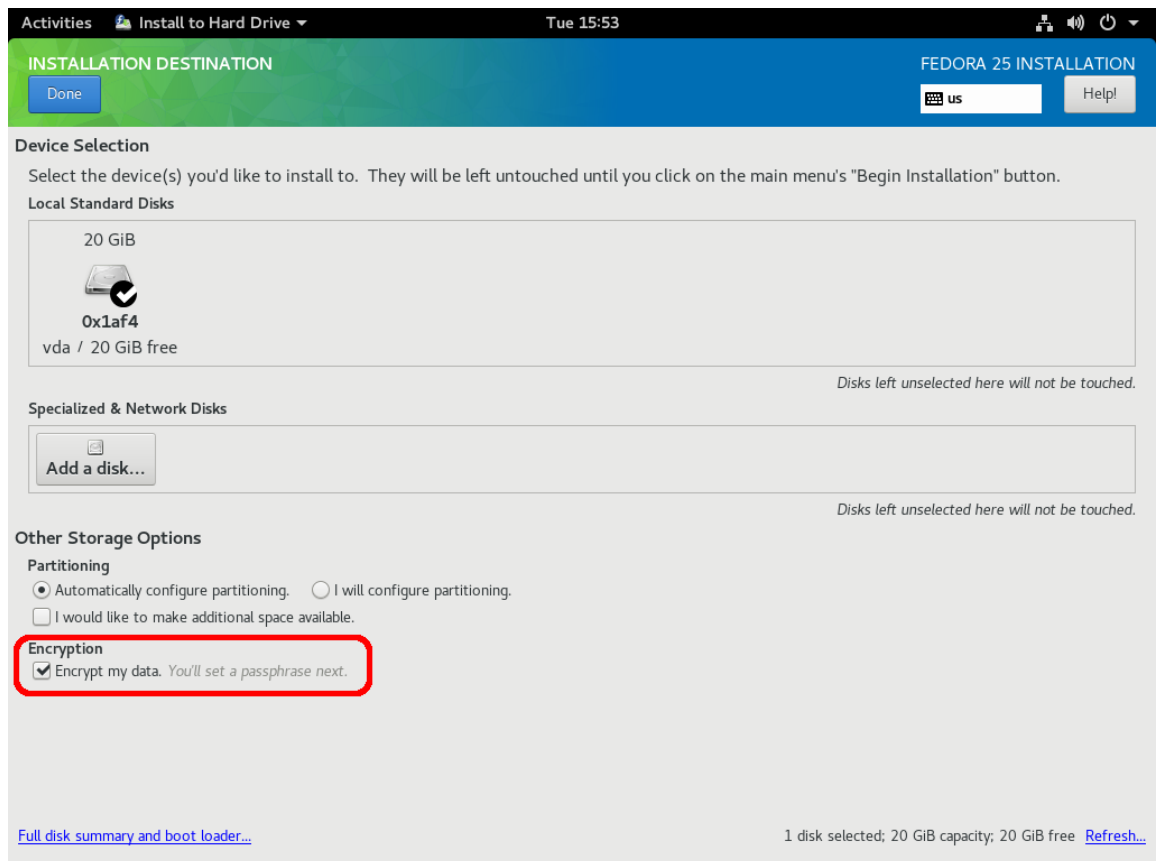 Activities Install to Hard Drive Tue 15:53
INSTALLATION DESTINATION FEDORA 25 INSTALLATION
Done us Help!
Device Selection
Select the device(s) you'd like to install to. They will be left untouched until you click on the main menu's "Begin Installation" button.
Local Standard Disks
20 GiB
0x1af4
vda / 20 GiB free
Disks left unselected here will not be touched.
Specialized & Network Disks
Add a disk...
Disks left unselected here will not be touched.
Other Storage Options
Partitioning
Automatically configure partitioning. I will configure partitioning.
I would like to make additional space available.
Encryption
Encrypt my data. You'll set a passphrase next.
Full disk summary and boot loader... 1 disk selected; 20 GiB capacity; 20 GiB free Refresh...